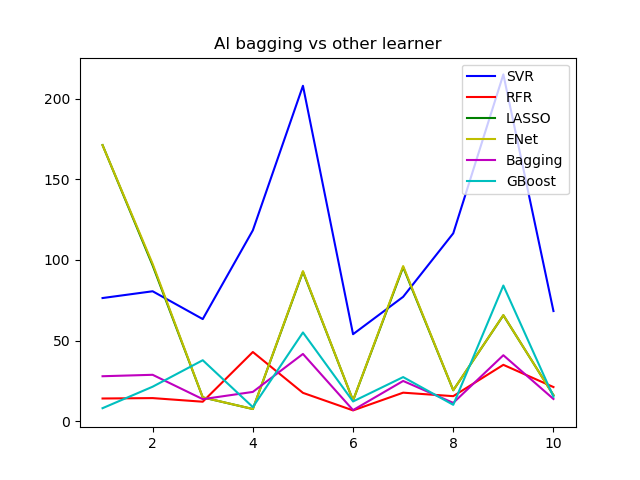 AI bagging vs other learner
SVR
RFR
LASSO
ENet
Bagging
GBoost
200
150
100
50
0
2
4
6
8
10